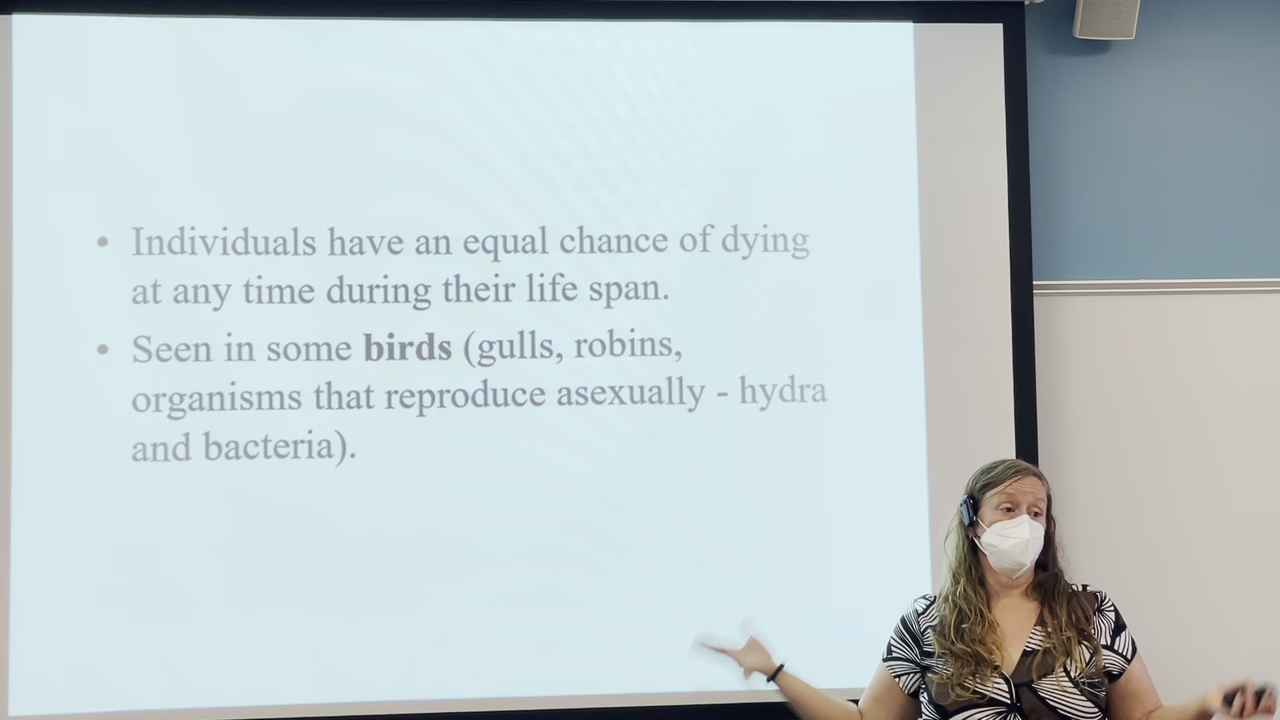 • Individuals have an equal chance of dying
at any time during their life span.
• Seen in some birds (gulls, robins,
organisms that reproduce asexually - hydra
and bacteria).